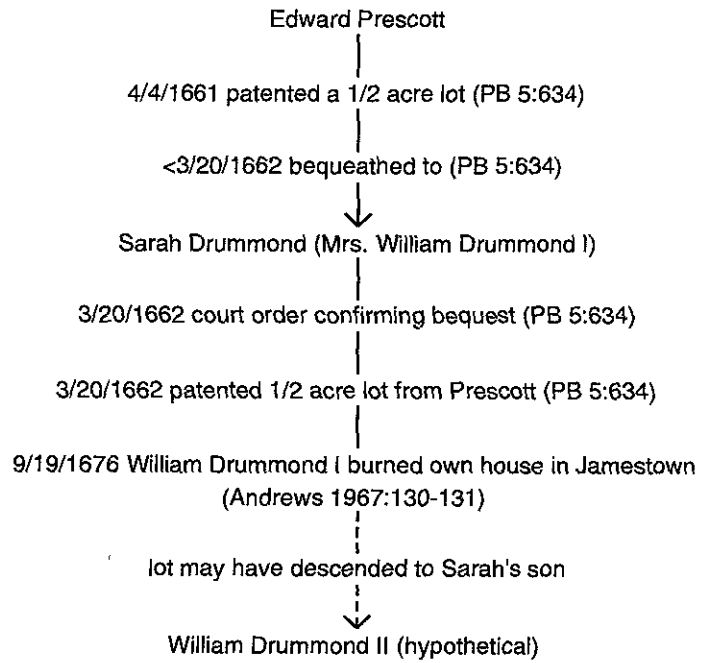 Edward Prescott
4/4/1661 patented a 1/2 acre lot (PB 5:634)
<3/20/1662 bequeathed to (PB 5:634)
Sarah Drummond (Mrs. William Drummond I)
3/20/1662 court order confirming bequest (PB 5:634)
3/20/1662 patented 1/2 acre lot from Prescott (PB 5:634)
9/19/1676 William Drummond I burned own house in Jamestown
(Andrews 1967:130-131)
lot may have descended to Sarah's son
William Drummond II (hypothetical)